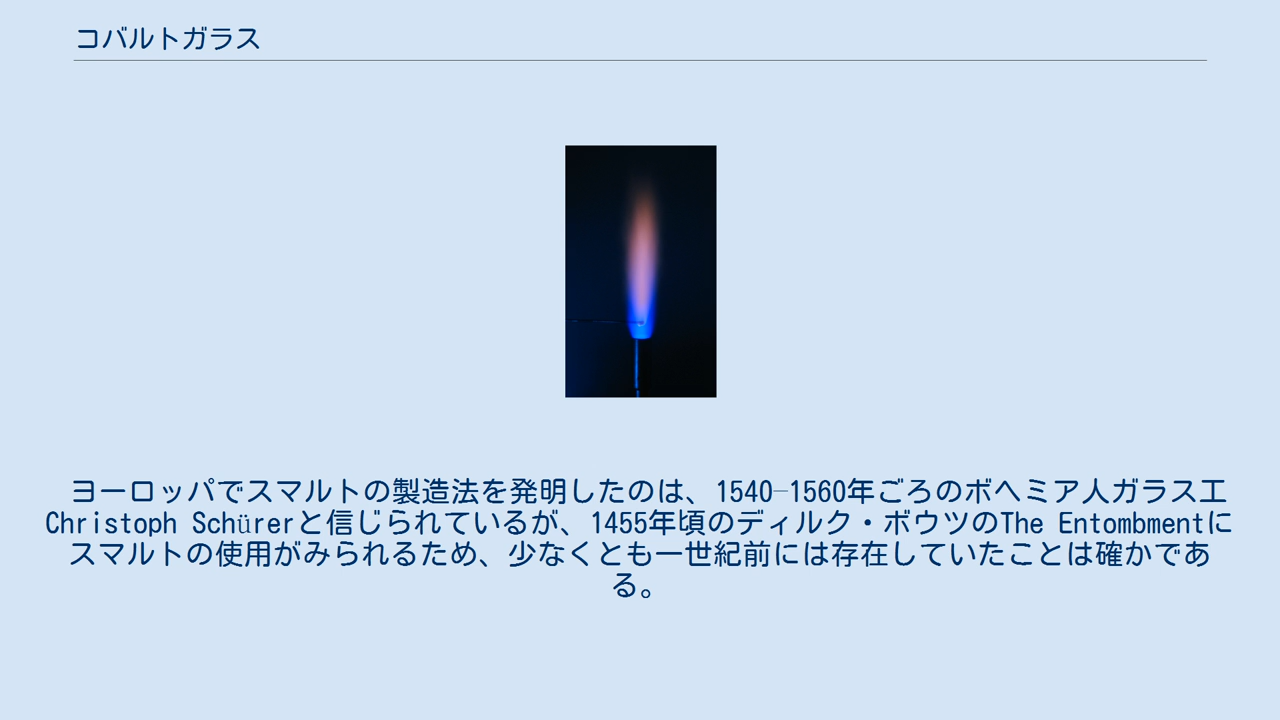 コバルトガラス
ヨーロッパでスマルトの製造法を発明したのは、1540–1560年ごろのボヘミア人ガラス工
Christoph Schürerと信じられているが、1455年頃のディルク・ボウツのThe Entombmentに
スマルトの使用がみられるため、少なくとも一世紀前には存在していたことは確かであ
る。